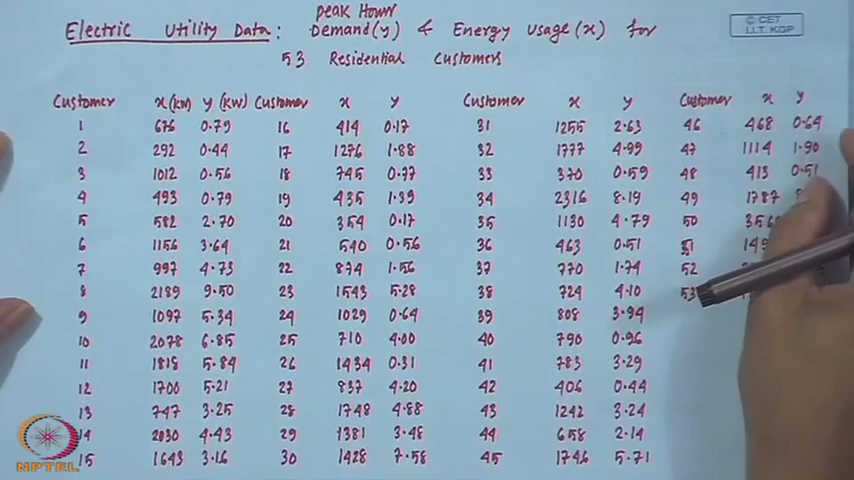 peak Hour
Electric Utility Data: Demand(y) & Energy usage(x) for
53 Residential Customers
© CET
I.I.T. KGP
Customer x(kW) y(kW) Customer x y Customer x y Customer x y
1 676 0.79 16 414 0.17 31 1255 2.63 46 468 0.64
2 292 0.44 17 1276 1.88 32 1777 4.99 47 1114 1.90
3 1012 0.56 18 745 0.77 33 370 0.59 48 413 0.51
4 493 0.79 19 435 1.39 34 2316 8.19 49 1787
5 582 2.70 20 354 0.17 35 1130 4.79 50
6 1156 3.64 21 540 0.56 36 463 0.51 51
7 997 4.73 22 874 1.56 37 770 1.74 52
8 2189 9.50 23 1543 5.28 38 724 4.10 53
9 1097 5.34 24 1029 0.64 39 808 3.94
10 2078 6.85 25 710 4.00 40 790 0.96
11 1818 5.84 26 1434 0.31 41 783 3.29
12 1700 5.21 27 837 4.20 42 406 0.44
13 747 3.25 28 1748 4.88 43 1242 3.24
14 2030 4.43 29 1381 3.48 44 658 2.14
15 1643 3.16 30 1428 7.58 45 1746 5.71
NPTEL